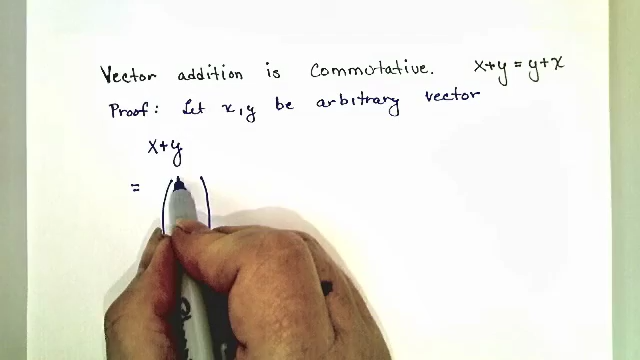 Vector addition is Commutative. x+y = y+x
Proof: Let x, y be arbitrary vector
x+y
= ( )